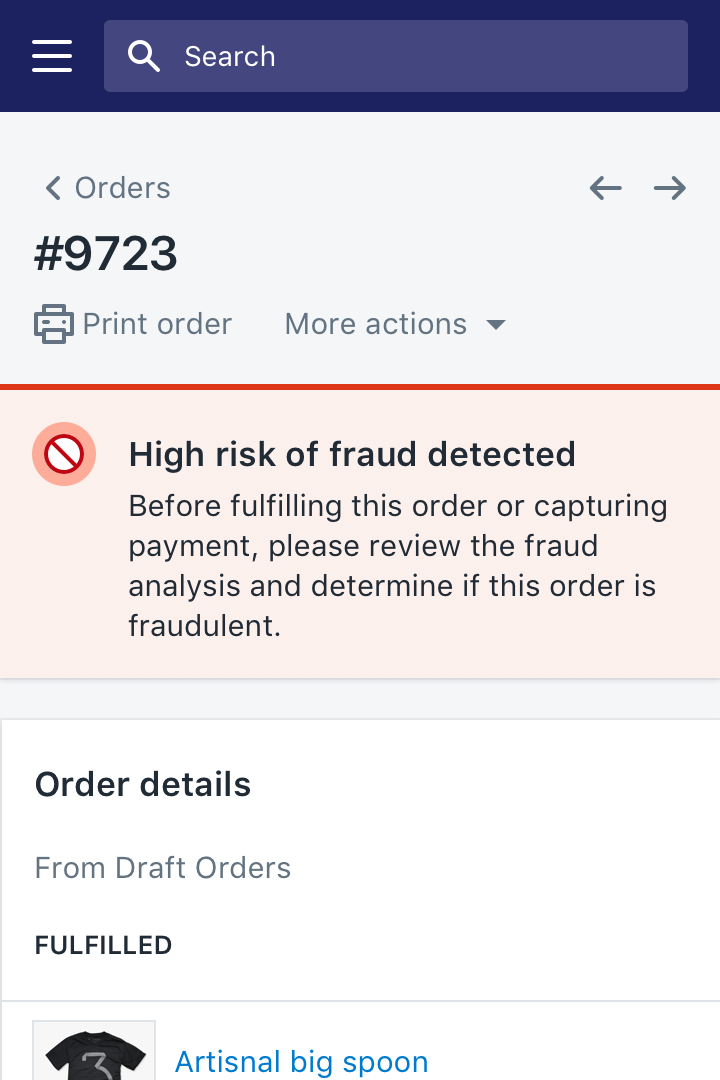 Search
Orders
#9723
Print order More actions
High risk of fraud detected
Before fulfilling this order or capturing
payment, please review the fraud
analysis and determine if this order is
fraudulent.
Order details
From Draft Orders
FULFILLED
3
Artisnal big spoon